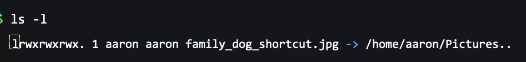 $ ls -l
lrwxrwxrwx. 1 aaron aaron family_dog_shortcut.jpg -> /home/aaron/Pictures..